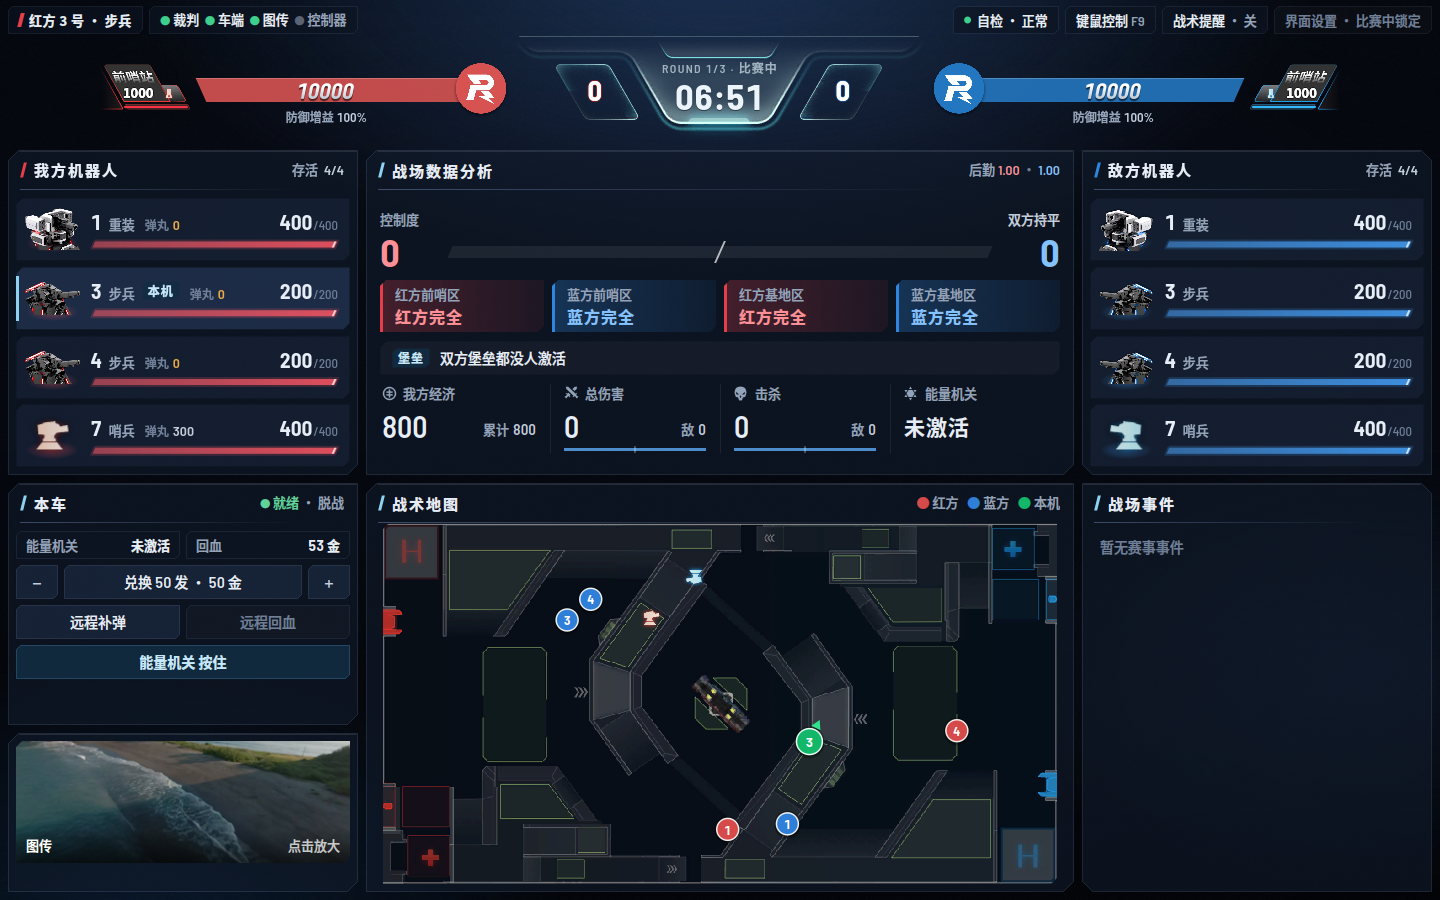 红方 3 号 · 步兵
裁判 车端 图传 控制器
自检 · 正常
键鼠控制 F9
战术提醒 · 关
界面设置 · 比赛中锁定
前哨站
1000
10000
防御增益 100%
0
ROUND 1/3 · 比赛中
06:51
0
10000
防御增益 100%
前哨站
1000
我方机器人
存活 4/4
1 重装 弹丸 0 400/400
3 步兵 本机 弹丸 0 200/200
4 步兵 弹丸 0 200/200
7 哨兵 弹丸 300 400/400
战场数据分析
后勤 1.00 · 1.00
控制度
双方持平
0
0
红方前哨区
红方完全
蓝方前哨区
蓝方完全
红方基地区
红方完全
蓝方基地区
蓝方完全
堡垒 双方堡垒都没人激活
我方经济
800 累计 800
总伤害
0 敌 0
击杀
0 敌 0
能量机关
未激活
敌方机器人
存活 4/4
1 重装 400/400
3 步兵 200/200
4 步兵 200/200
7 哨兵 400/400
本车
就绪 · 脱战
能量机关 未激活
回血 53 金
− 兑换 50 发 · 50 金 +
远程补弹
远程回血
能量机关 按住
图传
点击放大
战术地图
红方 蓝方 本机
H
4
3
4
3
1
1
H
战场事件
暂无赛事事件